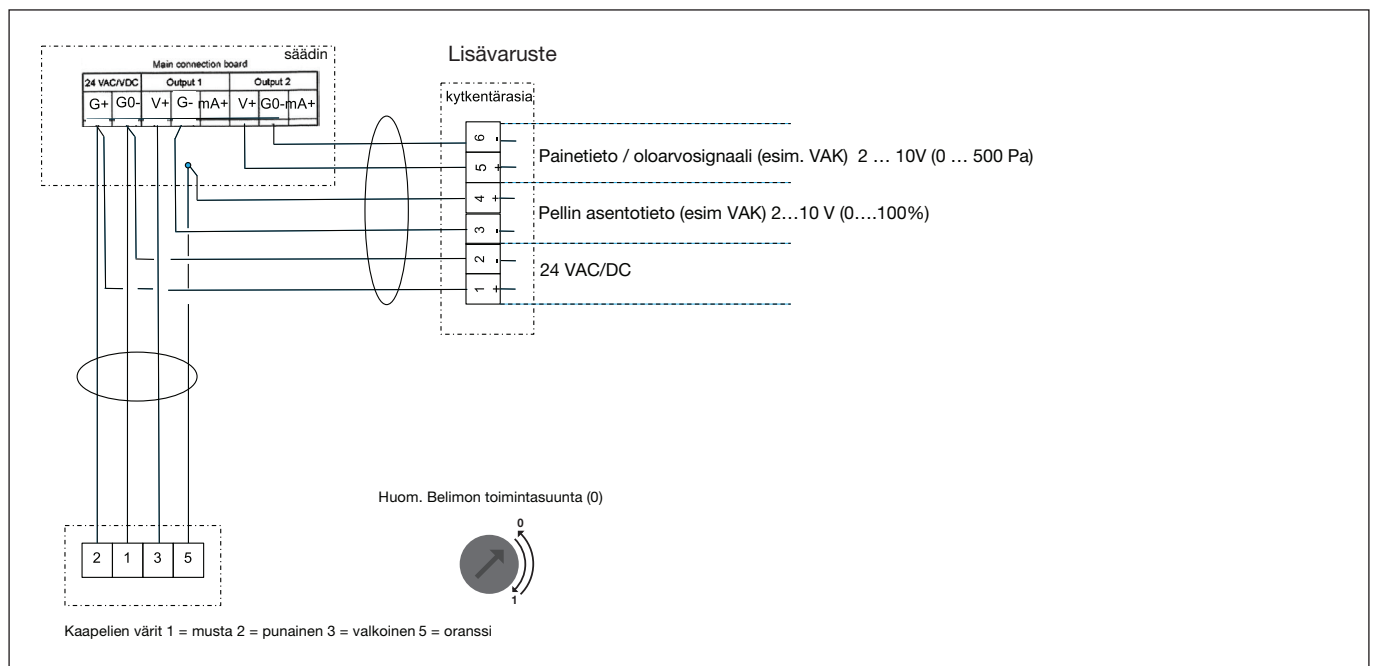 säädin
Main connection board
24 VAC/VDC Output 1 Output 2
G+ G0- V+ G- mA+ V+ G0- mA+
Lisävaruste
kytkentärasia
6 -
Painetieto / oloarvosignaali (esim. VAK) 2 … 10V (0 … 500 Pa)
5 +
4 +
Pellin asentotieto (esim VAK) 2…10 V (0….100%)
3 -
2 -
24 VAC/DC
1 +
Huom. Belimon toimintasuunta (0)
0
1
2 1 3 5
Kaapelien värit 1 = musta 2 = punainen 3 = valkoinen 5 = oranssi